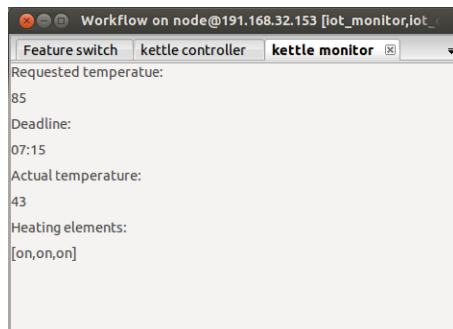 Workflow on node@191.168.32.153 [iot_monitor,iot_
Feature switch
kettle controller
kettle monitor
Requested temperatue:
85
Deadline:
07:15
Actual temperature:
43
Heating elements:
[on,on,on]